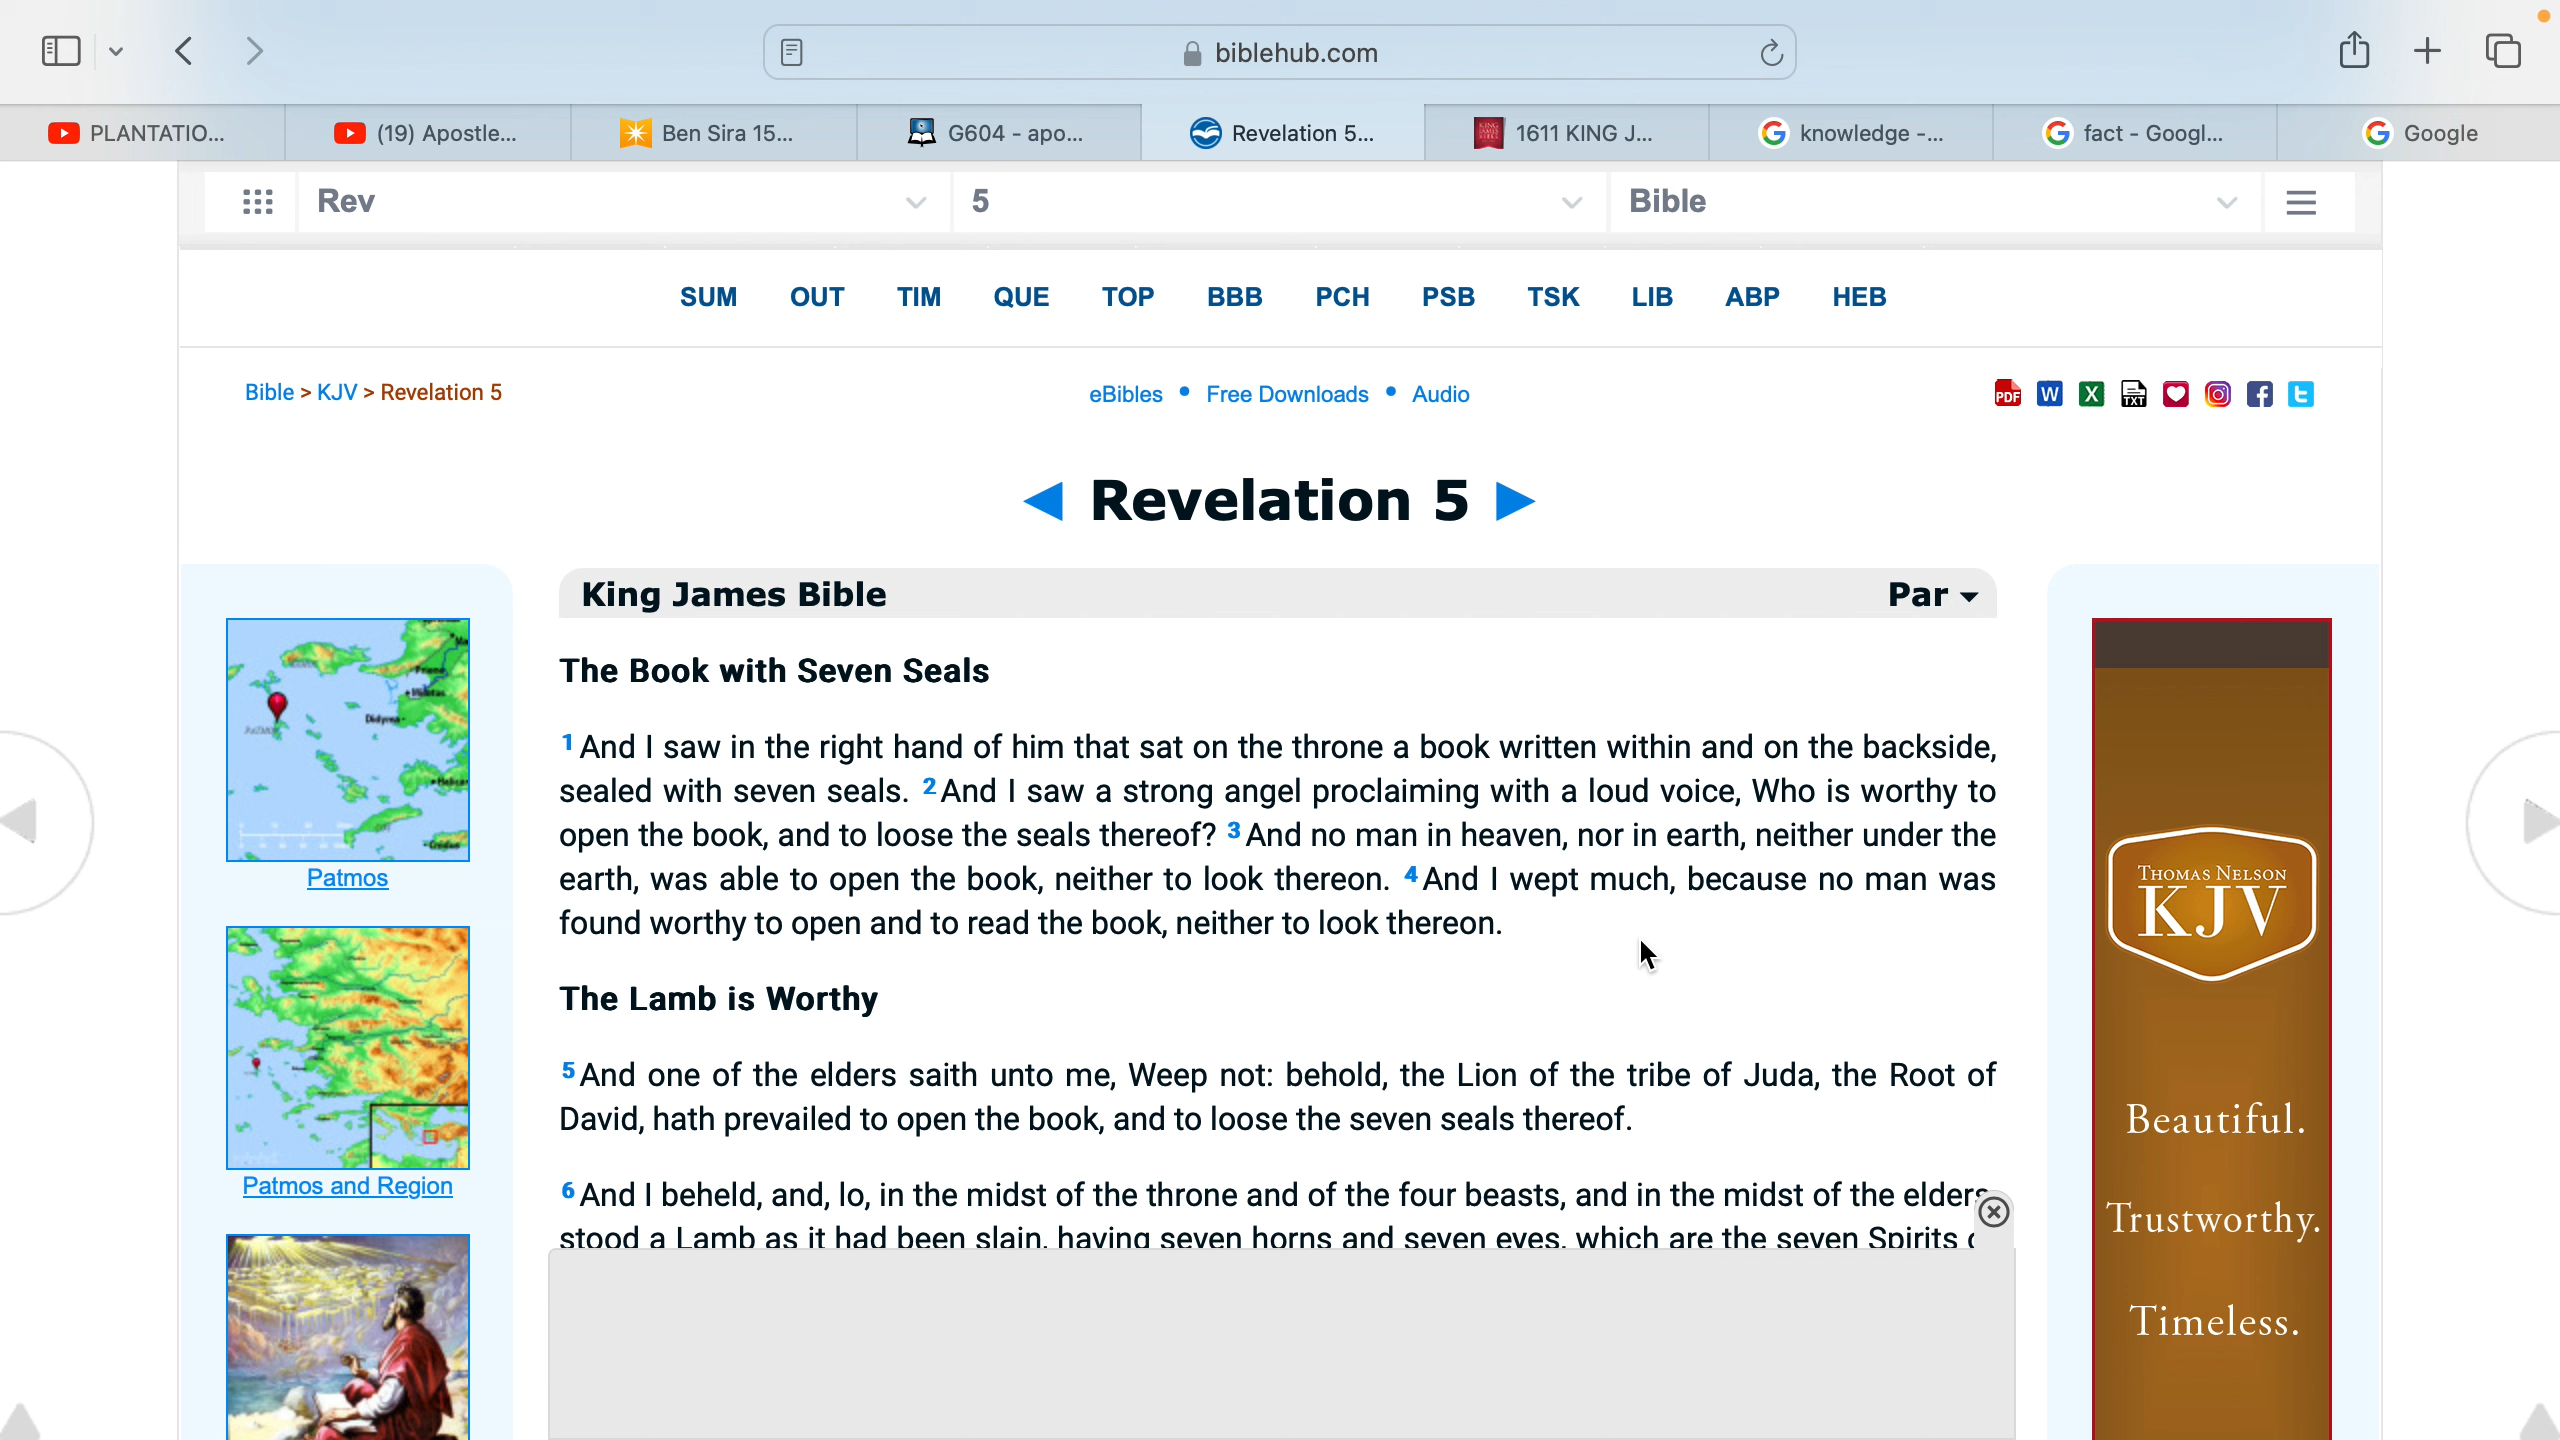 biblehub.com
PLANTATIO...
(19) Apostle...
Ben Sira 15...
G604 - apo...
Revelation 5...
1611 KING J...
knowledge -...
fact - Googl...
Google
Rev
5
Bible
SUM OUT TIM QUE TOP BBB PCH PSB TSK LIB ABP HEB
Bible > KJV > Revelation 5
eBibles • Free Downloads • Audio
PDF W X TXT
Revelation 5
King James Bible
Par
The Book with Seven Seals
1 And I saw in the right hand of him that sat on the throne a book written within and on the backside,
sealed with seven seals. 2 And I saw a strong angel proclaiming with a loud voice, Who is worthy to
open the book, and to loose the seals thereof? 3 And no man in heaven, nor in earth, neither under the
earth, was able to open the book, neither to look thereon. 4 And I wept much, because no man was
found worthy to open and to read the book, neither to look thereon.
The Lamb is Worthy
5 And one of the elders saith unto me, Weep not: behold, the Lion of the tribe of Juda, the Root of
David, hath prevailed to open the book, and to loose the seven seals thereof.
6 And I beheld, and, lo, in the midst of the throne and of the four beasts, and in the midst of the elders
stood a Lamb as it had been slain, having seven horns and seven eyes, which are the seven Spirits
Didyma
Patmos
Patmos and Region
THOMAS NELSON
KJV
Beautiful.
Trustworthy.
Timeless.